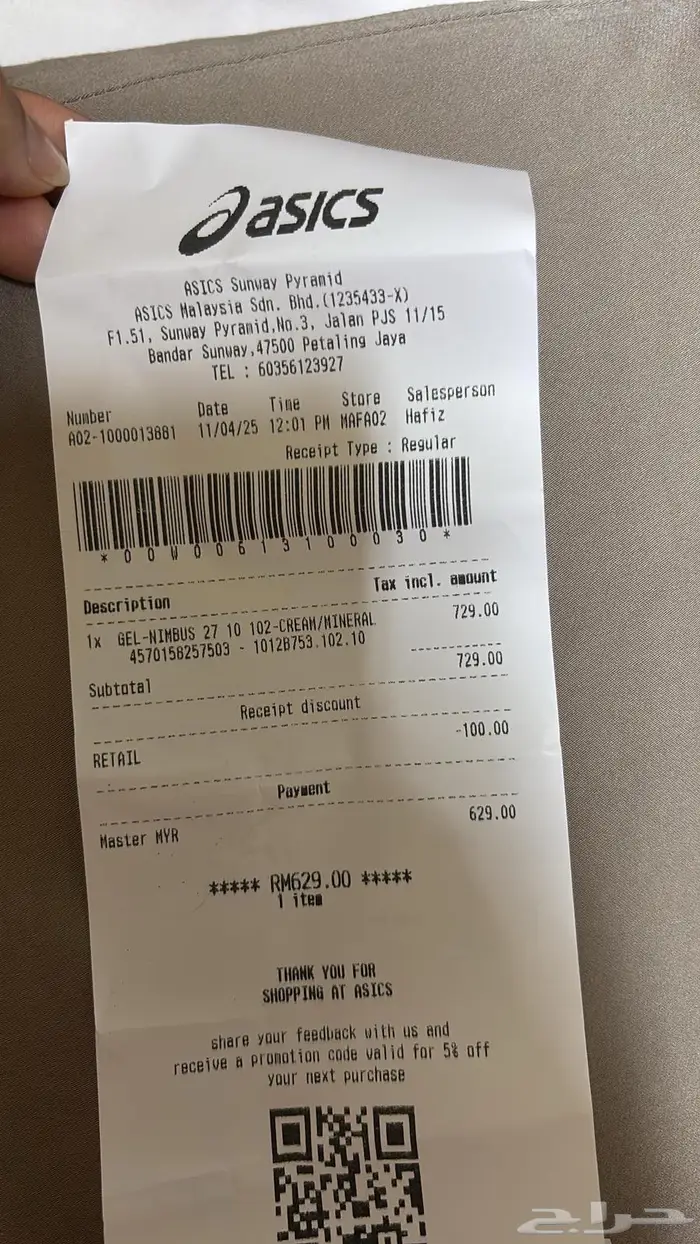 asics
ASICS Sunway Pyramid
ASICS Malaysia Sdn. Bhd.(1235433-X)
F1.51, Sunway Pyramid,No.3, Jalan PJS 11/15
Bandar Sunway,47500 Petaling Jaya
TEL : 60356123927
Number Date Time Store Salesperson
A02-1000013881 11/04/25 12:01 PM MAFA02 Hafiz
Receipt Type : Regular
*00W00613100030*
Description Tax incl. amount
1x GEL-NIMBUS 27 10 102-CREAM/MINERAL 729.00
4570158257503 - 1012B753.102.10
Subtotal 729.00
Receipt discount
RETAIL -100.00
Payment
Master MYR 629.00
***** RM629.00 *****
1 item
THANK YOU FOR
SHOPPING AT ASICS
share your feedback with us and
receive a promotion code valid for 5% off
your next purchase
حراج